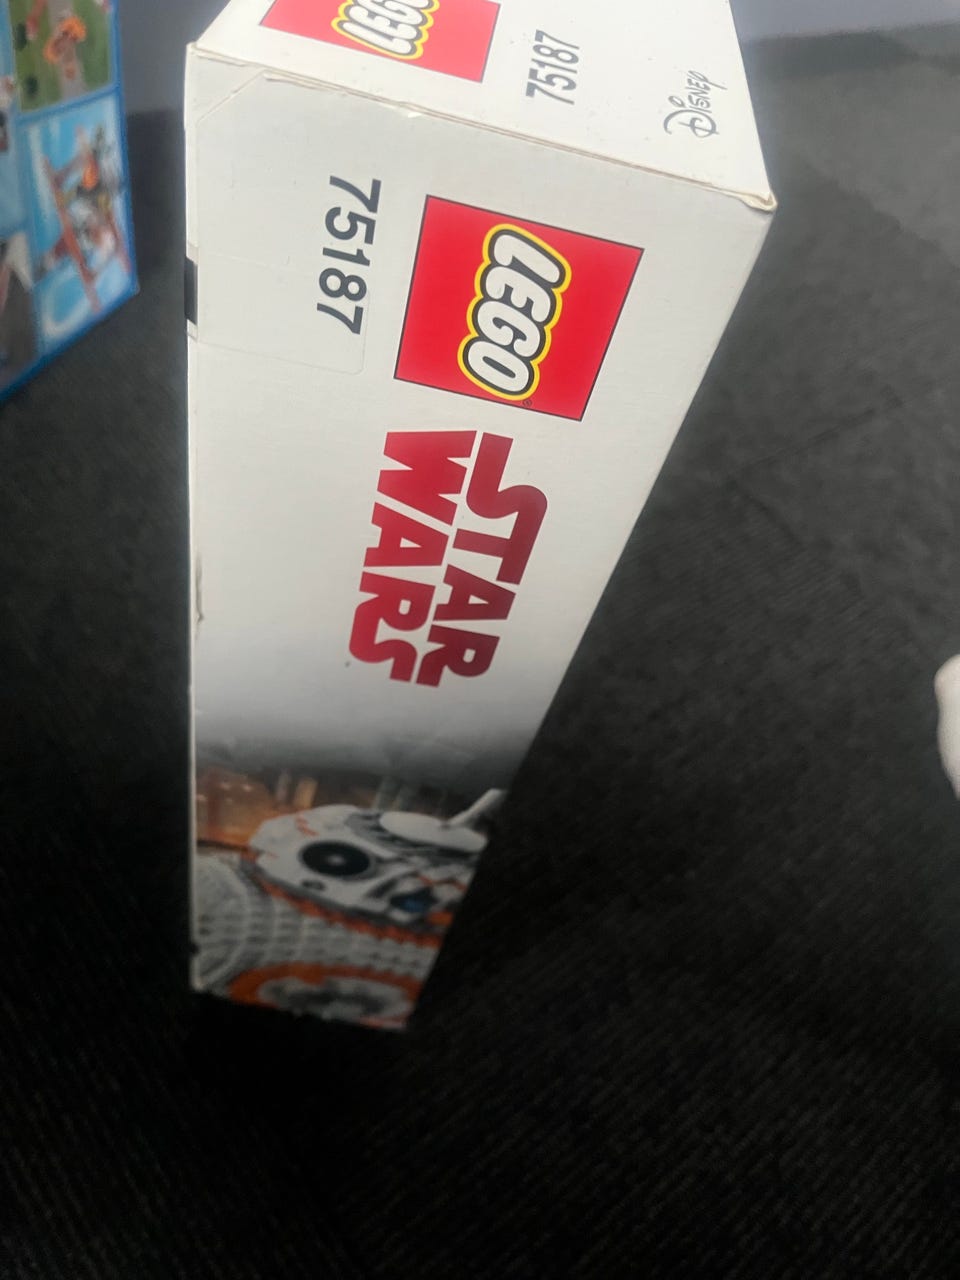 LEGO
75187
Disney
75187
LEGO®
STAR
WARS